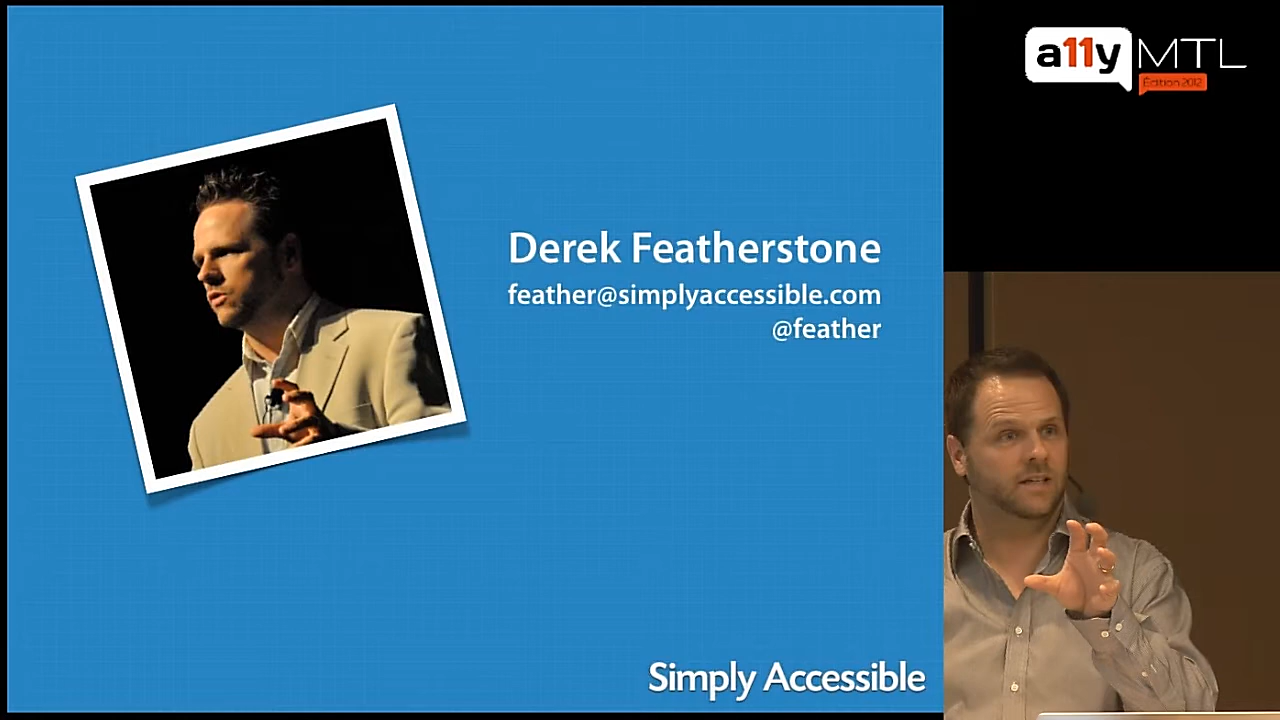 Derek Featherstone
feather@simplyaccessible.com
@feather
Simply Accessible
a11y MTL
Édition 2012